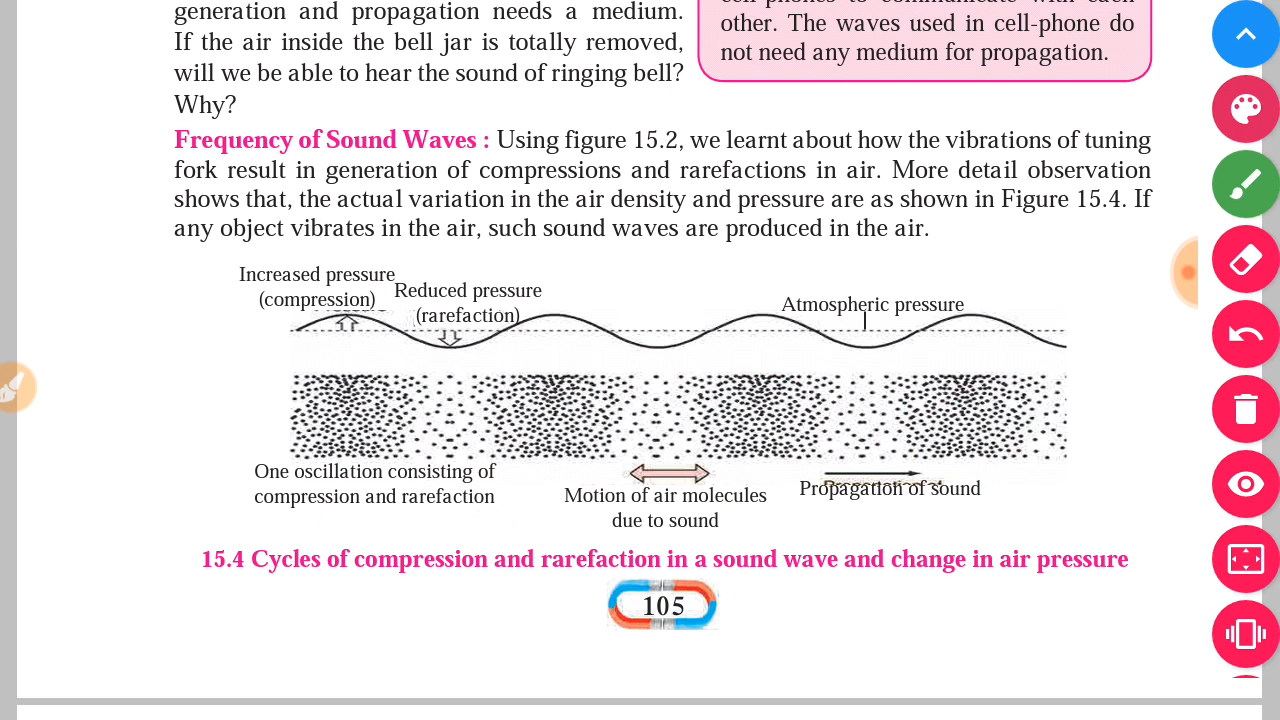 generation and propagation needs a medium.
If the air inside the bell jar is totally removed,
will we be able to hear the sound of ringing bell?
Why?
other. The waves used in cell-phone do
not need any medium for propagation.
Frequency of Sound Waves : Using figure 15.2, we learnt about how the vibrations of tuning
fork result in generation of compressions and rarefactions in air. More detail observation
shows that, the actual variation in the air density and pressure are as shown in Figure 15.4. If
any object vibrates in the air, such sound waves are produced in the air.
Increased pressure
(compression)
Reduced pressure
(rarefaction)
Atmospheric pressure
One oscillation consisting of
compression and rarefaction
Motion of air molecules
due to sound
Propagation of sound
15.4 Cycles of compression and rarefaction in a sound wave and change in air pressure
105